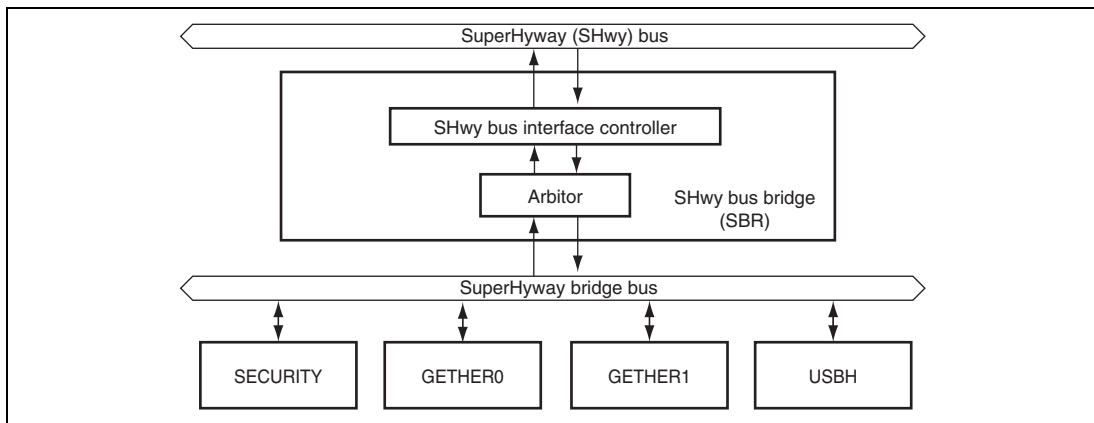 SuperHyway (SHwy) bus
SHwy bus interface controller
Arbitor
SHwy bus bridge
(SBR)
SuperHyway bridge bus
SECURITY
GETHER0
GETHER1
USBH